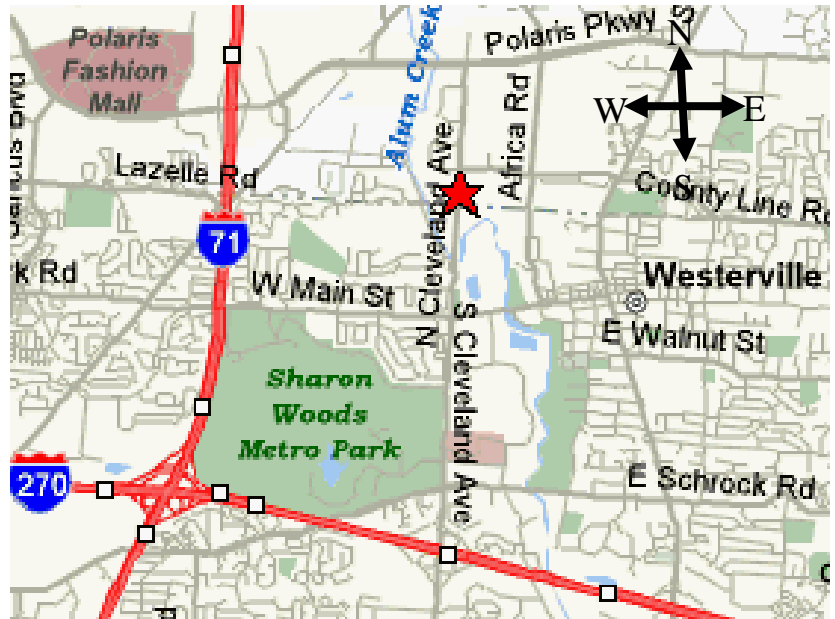 Polaris
Fashion
Mall
Polaris Pkwy
S
N
W
E
S
Alum Creek
Africa Rd
Lazelle Rd
County Line Rd
71
N Cleveland Ave
k Rd
W Main St
Westerville
S Cleveland Ave
E Walnut St
Sharon
Woods
Metro Park
270
E Schrock Rd